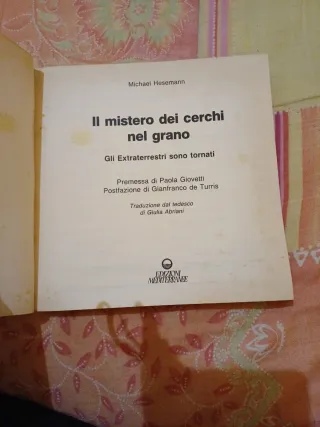 Michael Hesemann
Il mistero dei cerchi
nel grano
Gli Extraterrestri sono tornati
Premessa di Paola Giovetti
Postfazione di Gianfranco de Turris
Traduzione dal tedesco
di Giulia Abriani
EDIZIONI
MEDITERRANEE